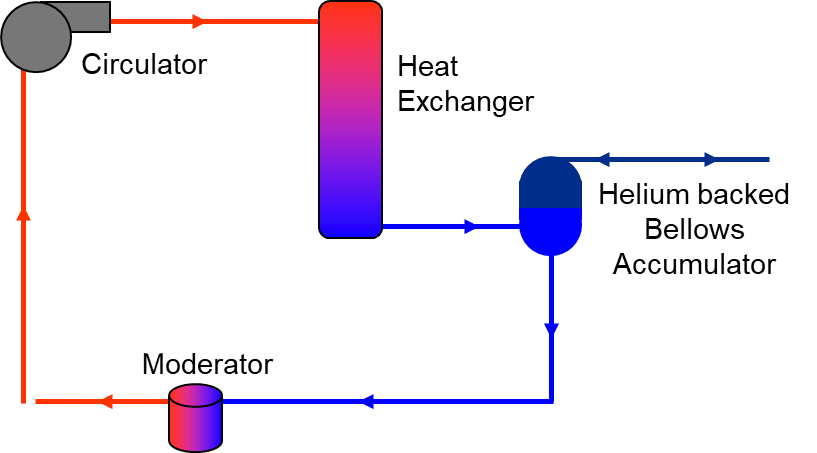 Circulator
Heat
Exchanger
Helium backed
Bellows
Accumulator
Moderator